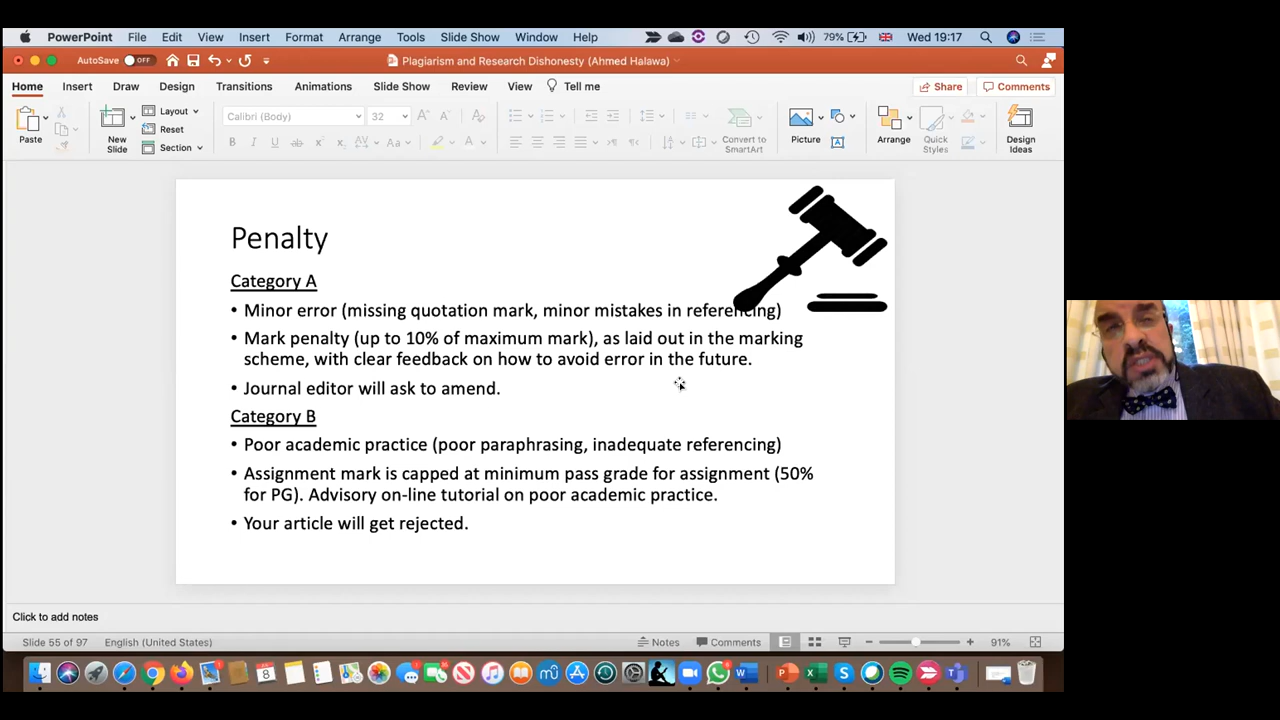 PowerPoint File Edit View Insert Format Arrange Tools Slide Show Window Help 79% Wed 19:17
AutoSave OFF Plagiarism and Research Dishonesty (Ahmed Halawa)
Home Insert Draw Design Transitions Animations Slide Show Review View Tell me Share Comments
Paste
New
Slide
Layout
Reset
Section
Calibri (Body) 32
Convert to
SmartArt
Picture
Arrange
Quick
Styles
Design
Ideas
Penalty
Category A
• Minor error (missing quotation mark, minor mistakes in referencing)
• Mark penalty (up to 10% of maximum mark), as laid out in the marking
scheme, with clear feedback on how to avoid error in the future.
• Journal editor will ask to amend.
Category B
• Poor academic practice (poor paraphrasing, inadequate referencing)
• Assignment mark is capped at minimum pass grade for assignment (50%
for PG). Advisory on-line tutorial on poor academic practice.
• Your article will get rejected.
Click to add notes
Slide 55 of 97 English (United States) Notes Comments 91%
8